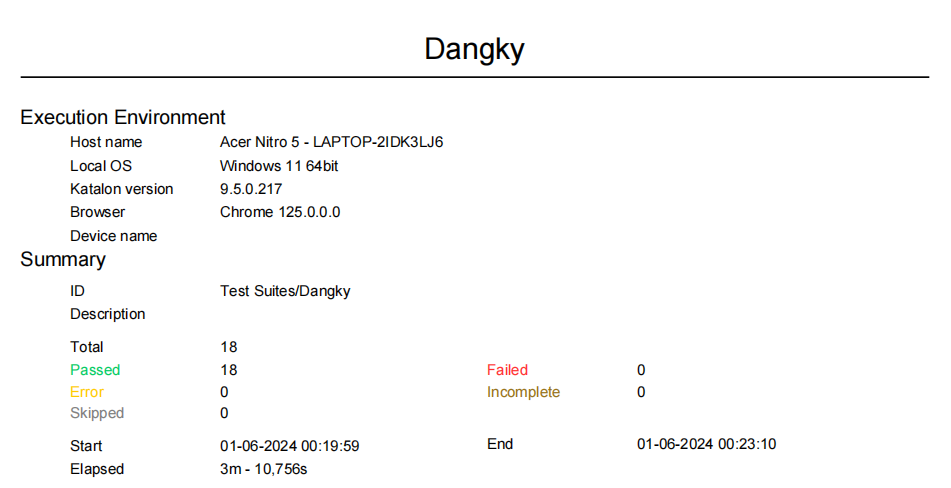 Dangky
Execution Environment
Host name Acer Nitro 5 - LAPTOP-2IDK3LJ6
Local OS Windows 11 64bit
Katalon version 9.5.0.217
Browser Chrome 125.0.0.0
Device name
Summary
ID Test Suites/Dangky
Description
Total 18
Passed 18 Failed 0
Error 0 Incomplete 0
Skipped 0
Start 01-06-2024 00:19:59 End 01-06-2024 00:23:10
Elapsed 3m - 10,756s